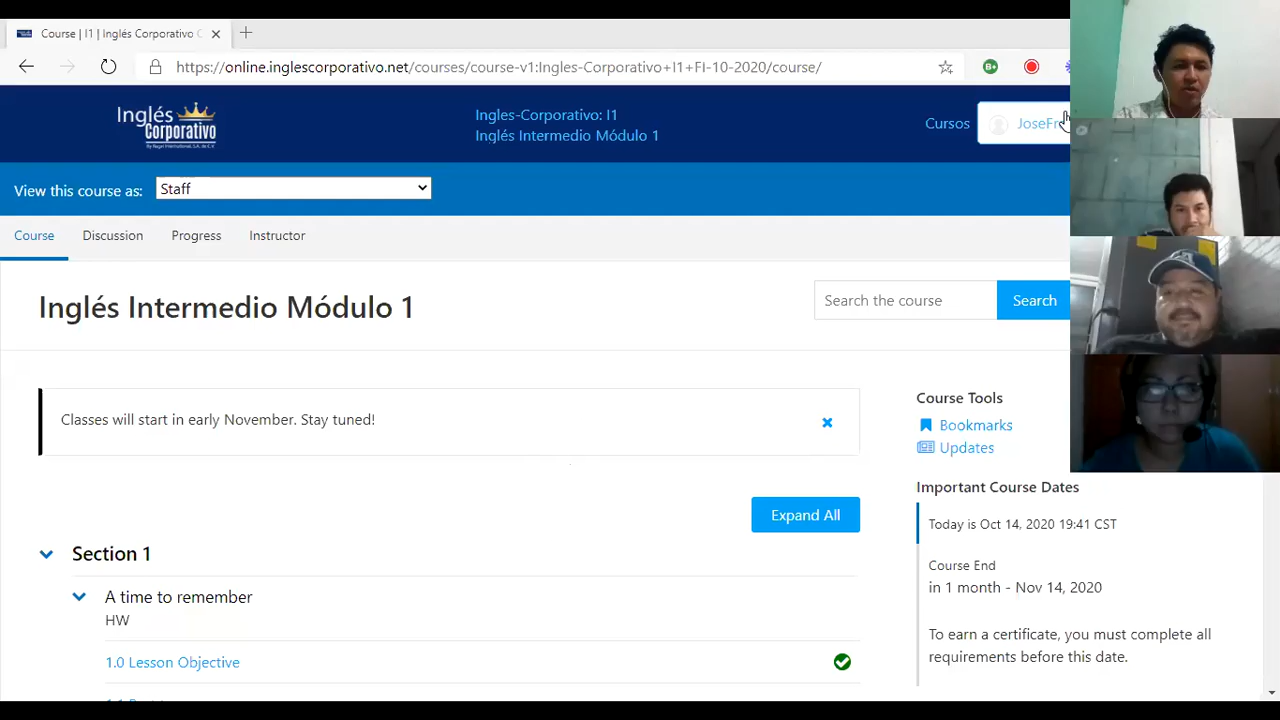 Course | I1 | Inglés Corporativo C
https://online.inglescorporativo.net/courses/course-v1:Ingles-Corporativo+I1+FI-10-2020/course/
Inglés
Corporativo
Ingles-Corporativo: I1
Inglés Intermedio Módulo 1
Cursos
JoseFr
View this course as:
Staff
Course
Discussion
Progress
Instructor
Inglés Intermedio Módulo 1
Search the course
Search
Classes will start in early November. Stay tuned!
Expand All
Section 1
A time to remember
HW
1.0 Lesson Objective
Course Tools
Bookmarks
Updates
Important Course Dates
Today is Oct 14, 2020 19:41 CST
Course End
in 1 month - Nov 14, 2020
To earn a certificate, you must complete all
requirements before this date.